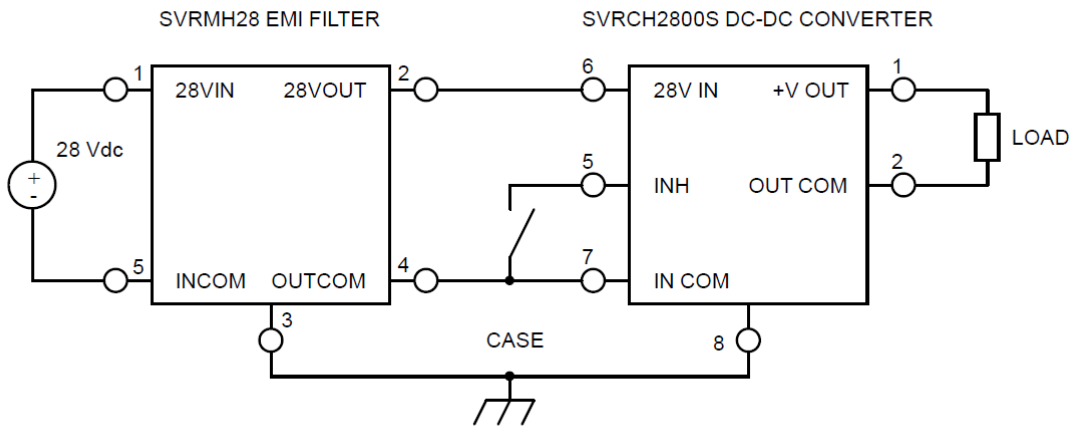 SVRMH28 EMI FILTER
SVRCH2800S DC-DC CONVERTER
1
28VIN
28VOUT
2
6
28V IN
+V OUT
1
28 Vdc
+
-
LOAD
5
INH
OUT COM
2
5
INCOM
OUTCOM
4
7
IN COM
3
CASE
8